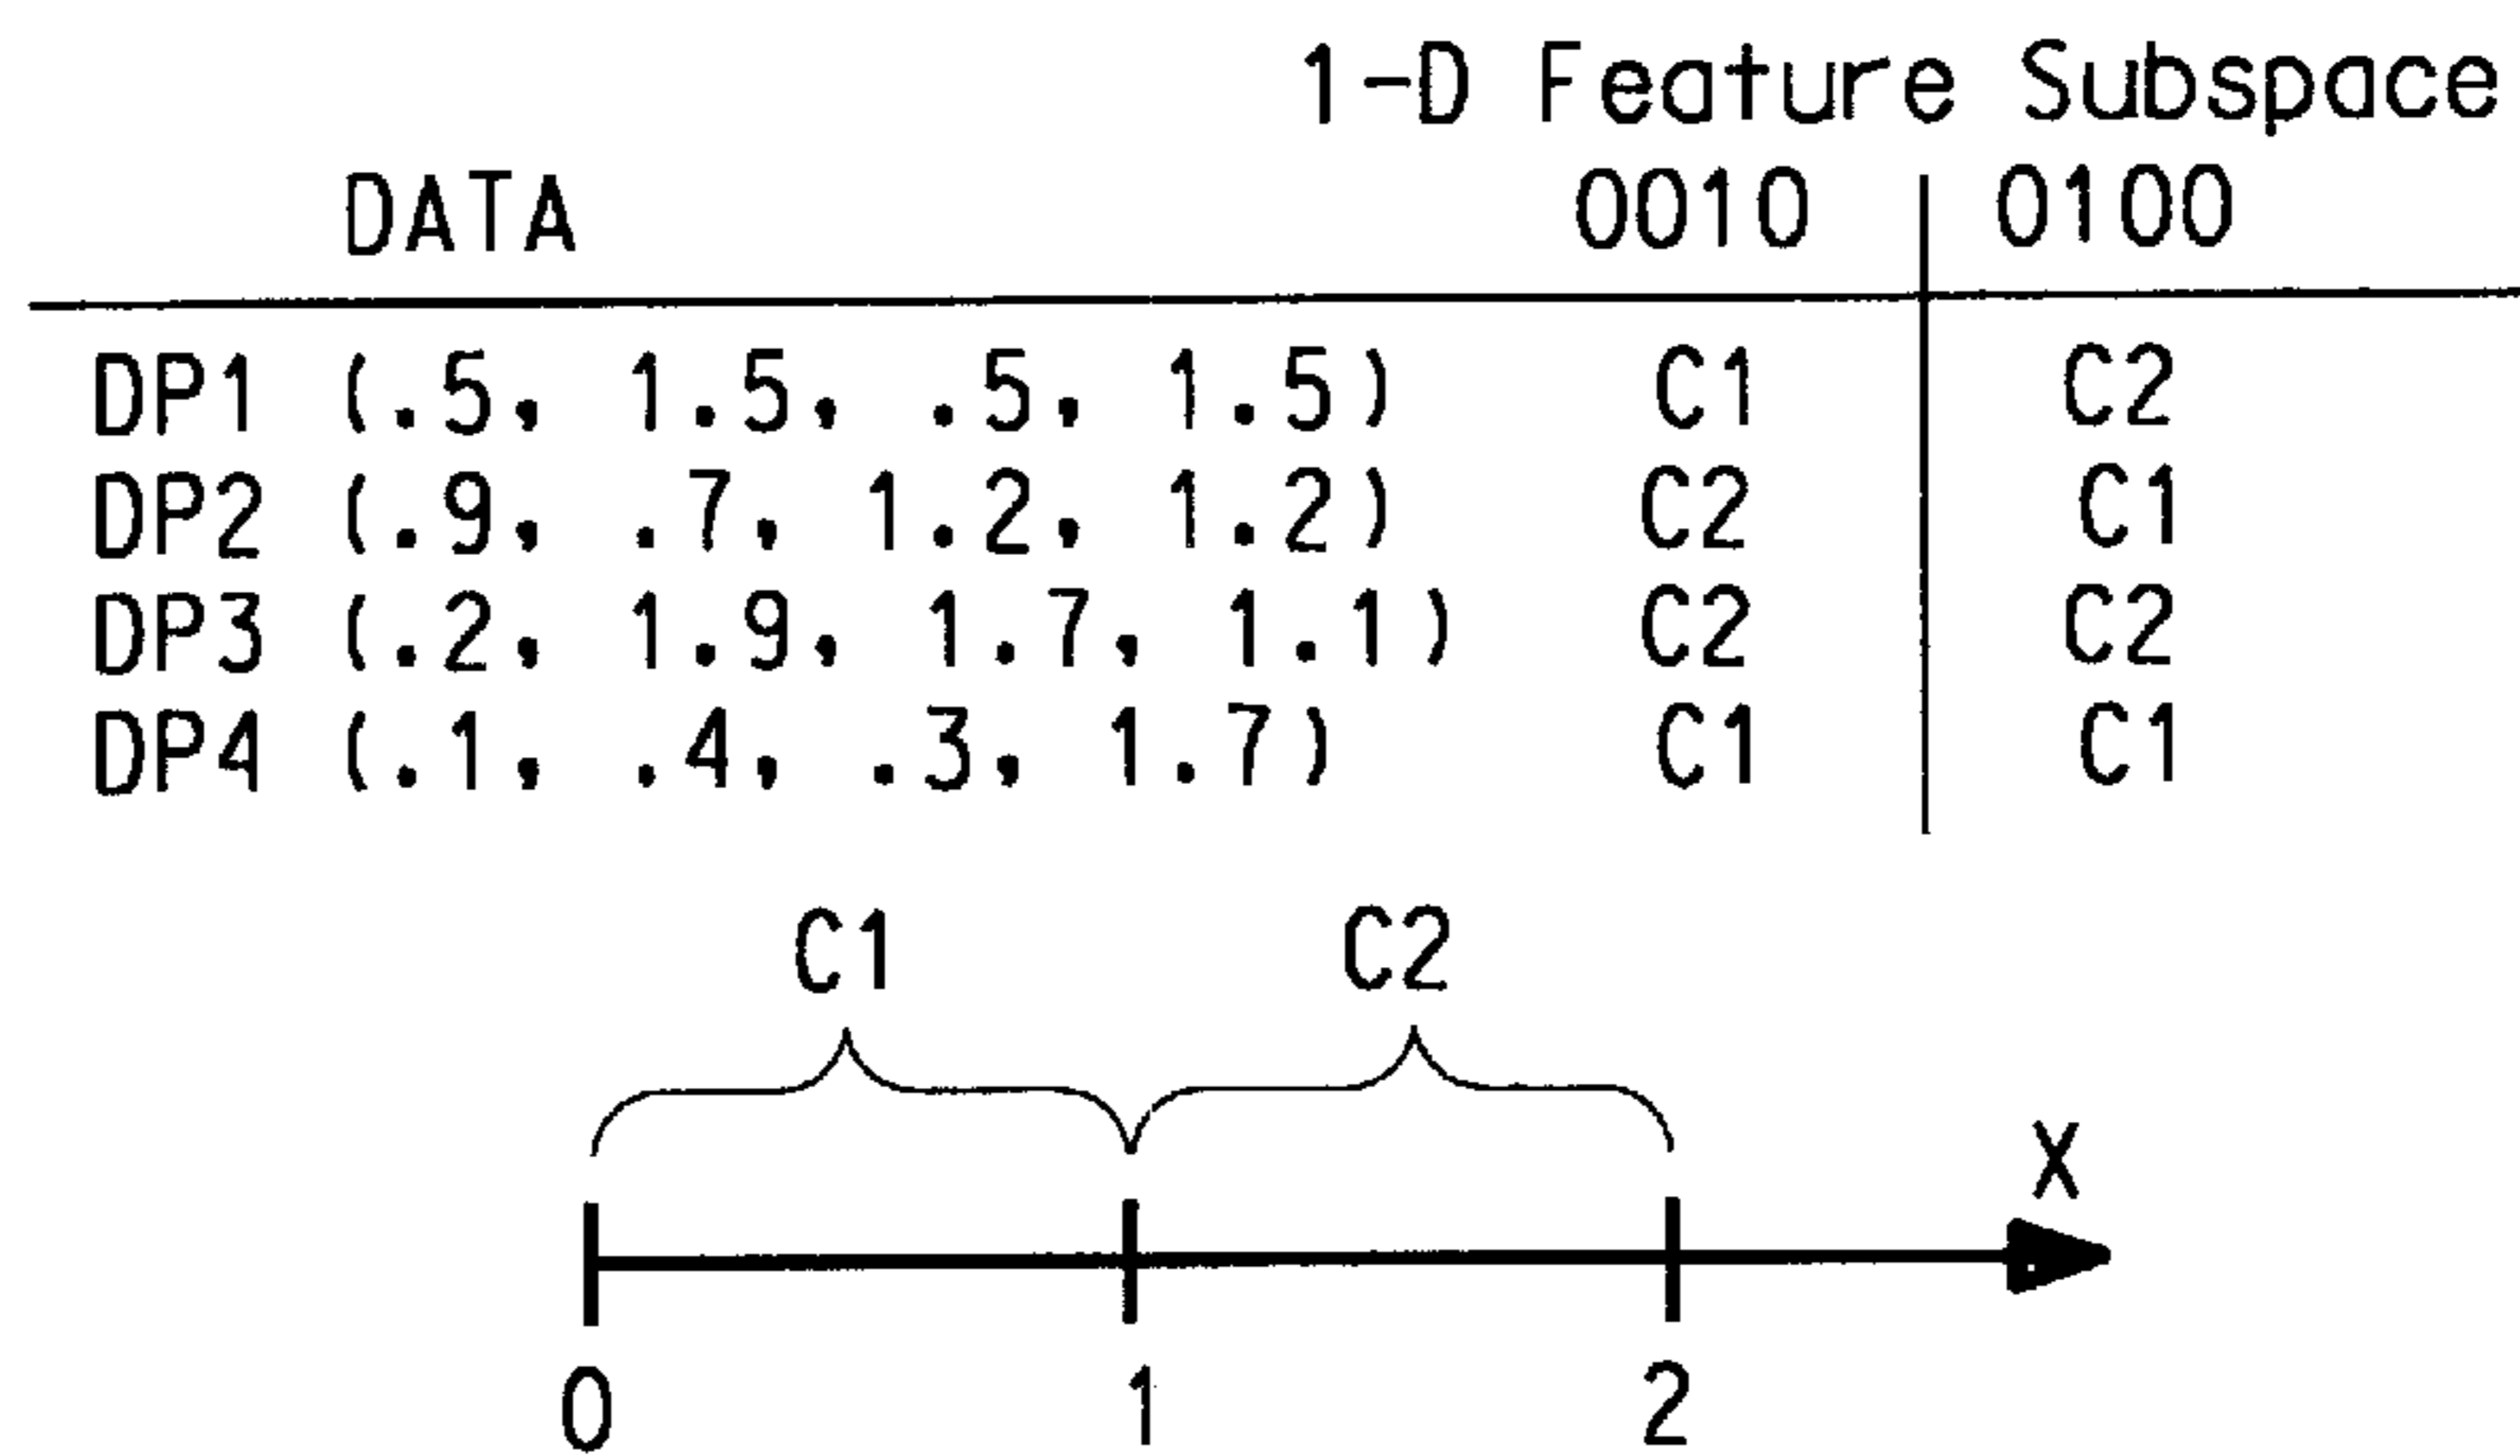 1-D Feature Subspace
DATA 0010 0100
DP1 (.5, 1.5, .5, 1.5) C1 C2
DP2 (.9, .7, 1.2, 1.2) C2 C1
DP3 (.2, 1.9, 1.7, 1.1) C2 C2
DP4 (.1, .4, .3, 1.7) C1 C1
C1 C2
X
0 1 2